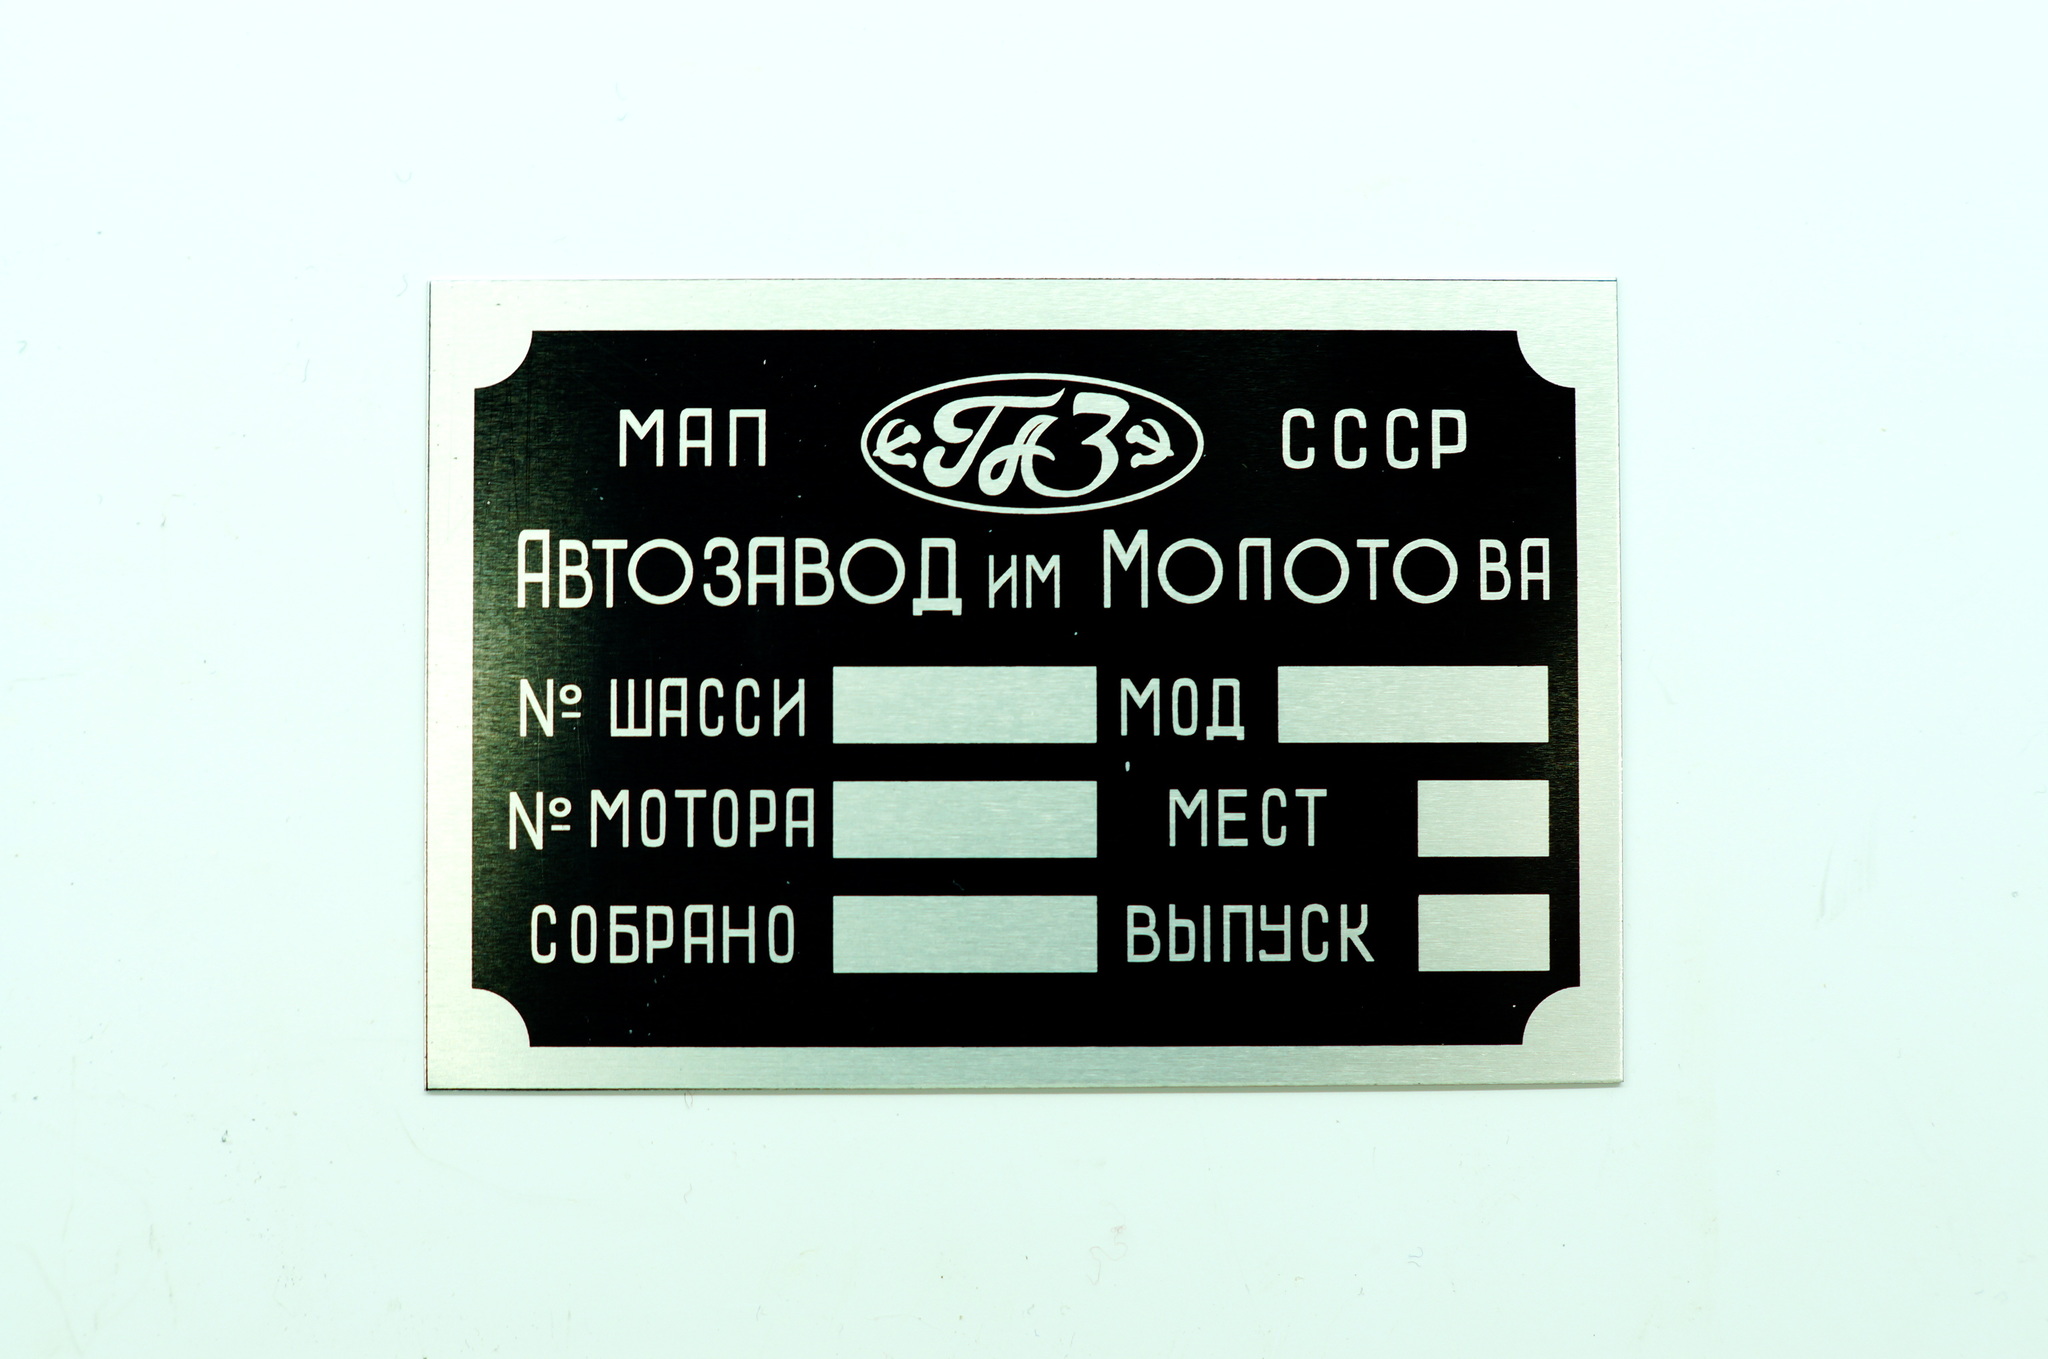 МАП ГАЗ СССР
АВТОЗАВОД ИМ МОЛОТОВА
№ ШАССИ МОД
№ МОТОРА МЕСТ
СОБРАНО ВЫПУСК